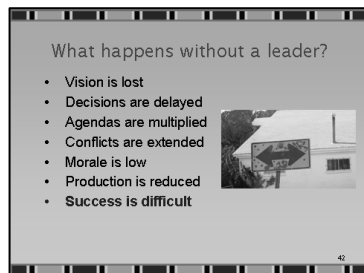 What happens without a leader?
• Vision is lost
• Decisions are delayed
• Agendas are multiplied
• Conflicts are extended
• Morale is low
• Production is reduced
• Success is difficult
42